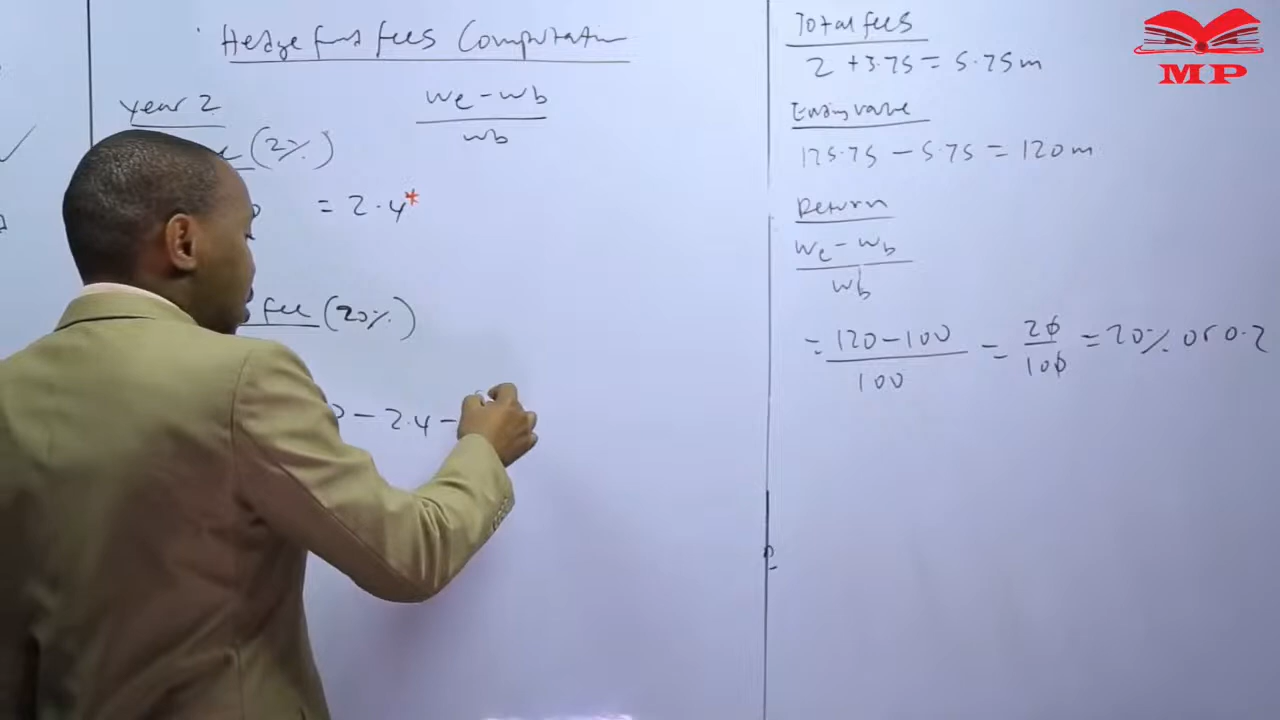 Hedge fund fees Computation
year 2
We - Wb
Wb
(2%)
= 2.4*
fee (20%)
- 2.4 -
Total fees
2 + 3.75 = 5.75m
Ending value
125.75 - 5.75 = 120m
Return
We - Wb
Wb
= 120 - 100
100
= 20
100
= 20% or 0.2
MP